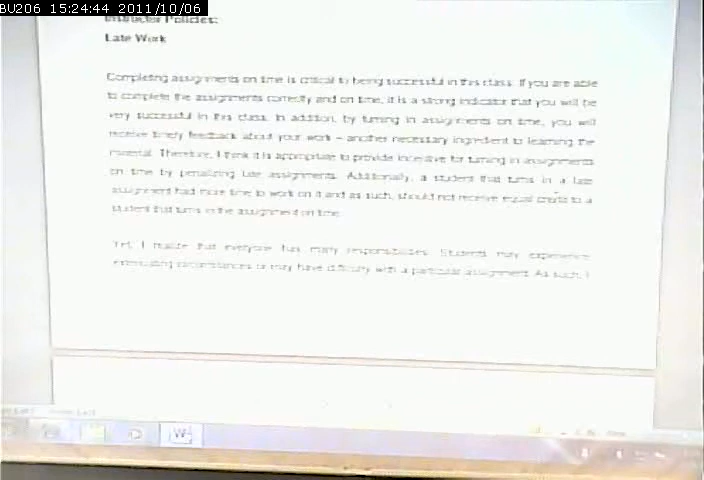 BU206 15:24:44 2011/10/06
Instructor Policies:
Late Work
Completing assignments on time is critical to being successful in this class. If you are able
to complete the assignments correctly and on time, it is a strong indicator that you will be
very successful in this class. In addition, by turning in assignments on time, you will
receive timely feedback about your work – another necessary ingredient to learning the
material. Therefore, I think it is appropriate to provide incentive for turning in assignments
on time by penalizing late assignments. Additionally, a student that turns in a late
assignment had more time to work on it and as such, should not receive equal credit to a
student that turns in the assignment on time.
Yet, I realize that everyone has many responsibilities. Students may experience
extenuating circumstances or may have difficulty with a particular assignment. As such, I
W